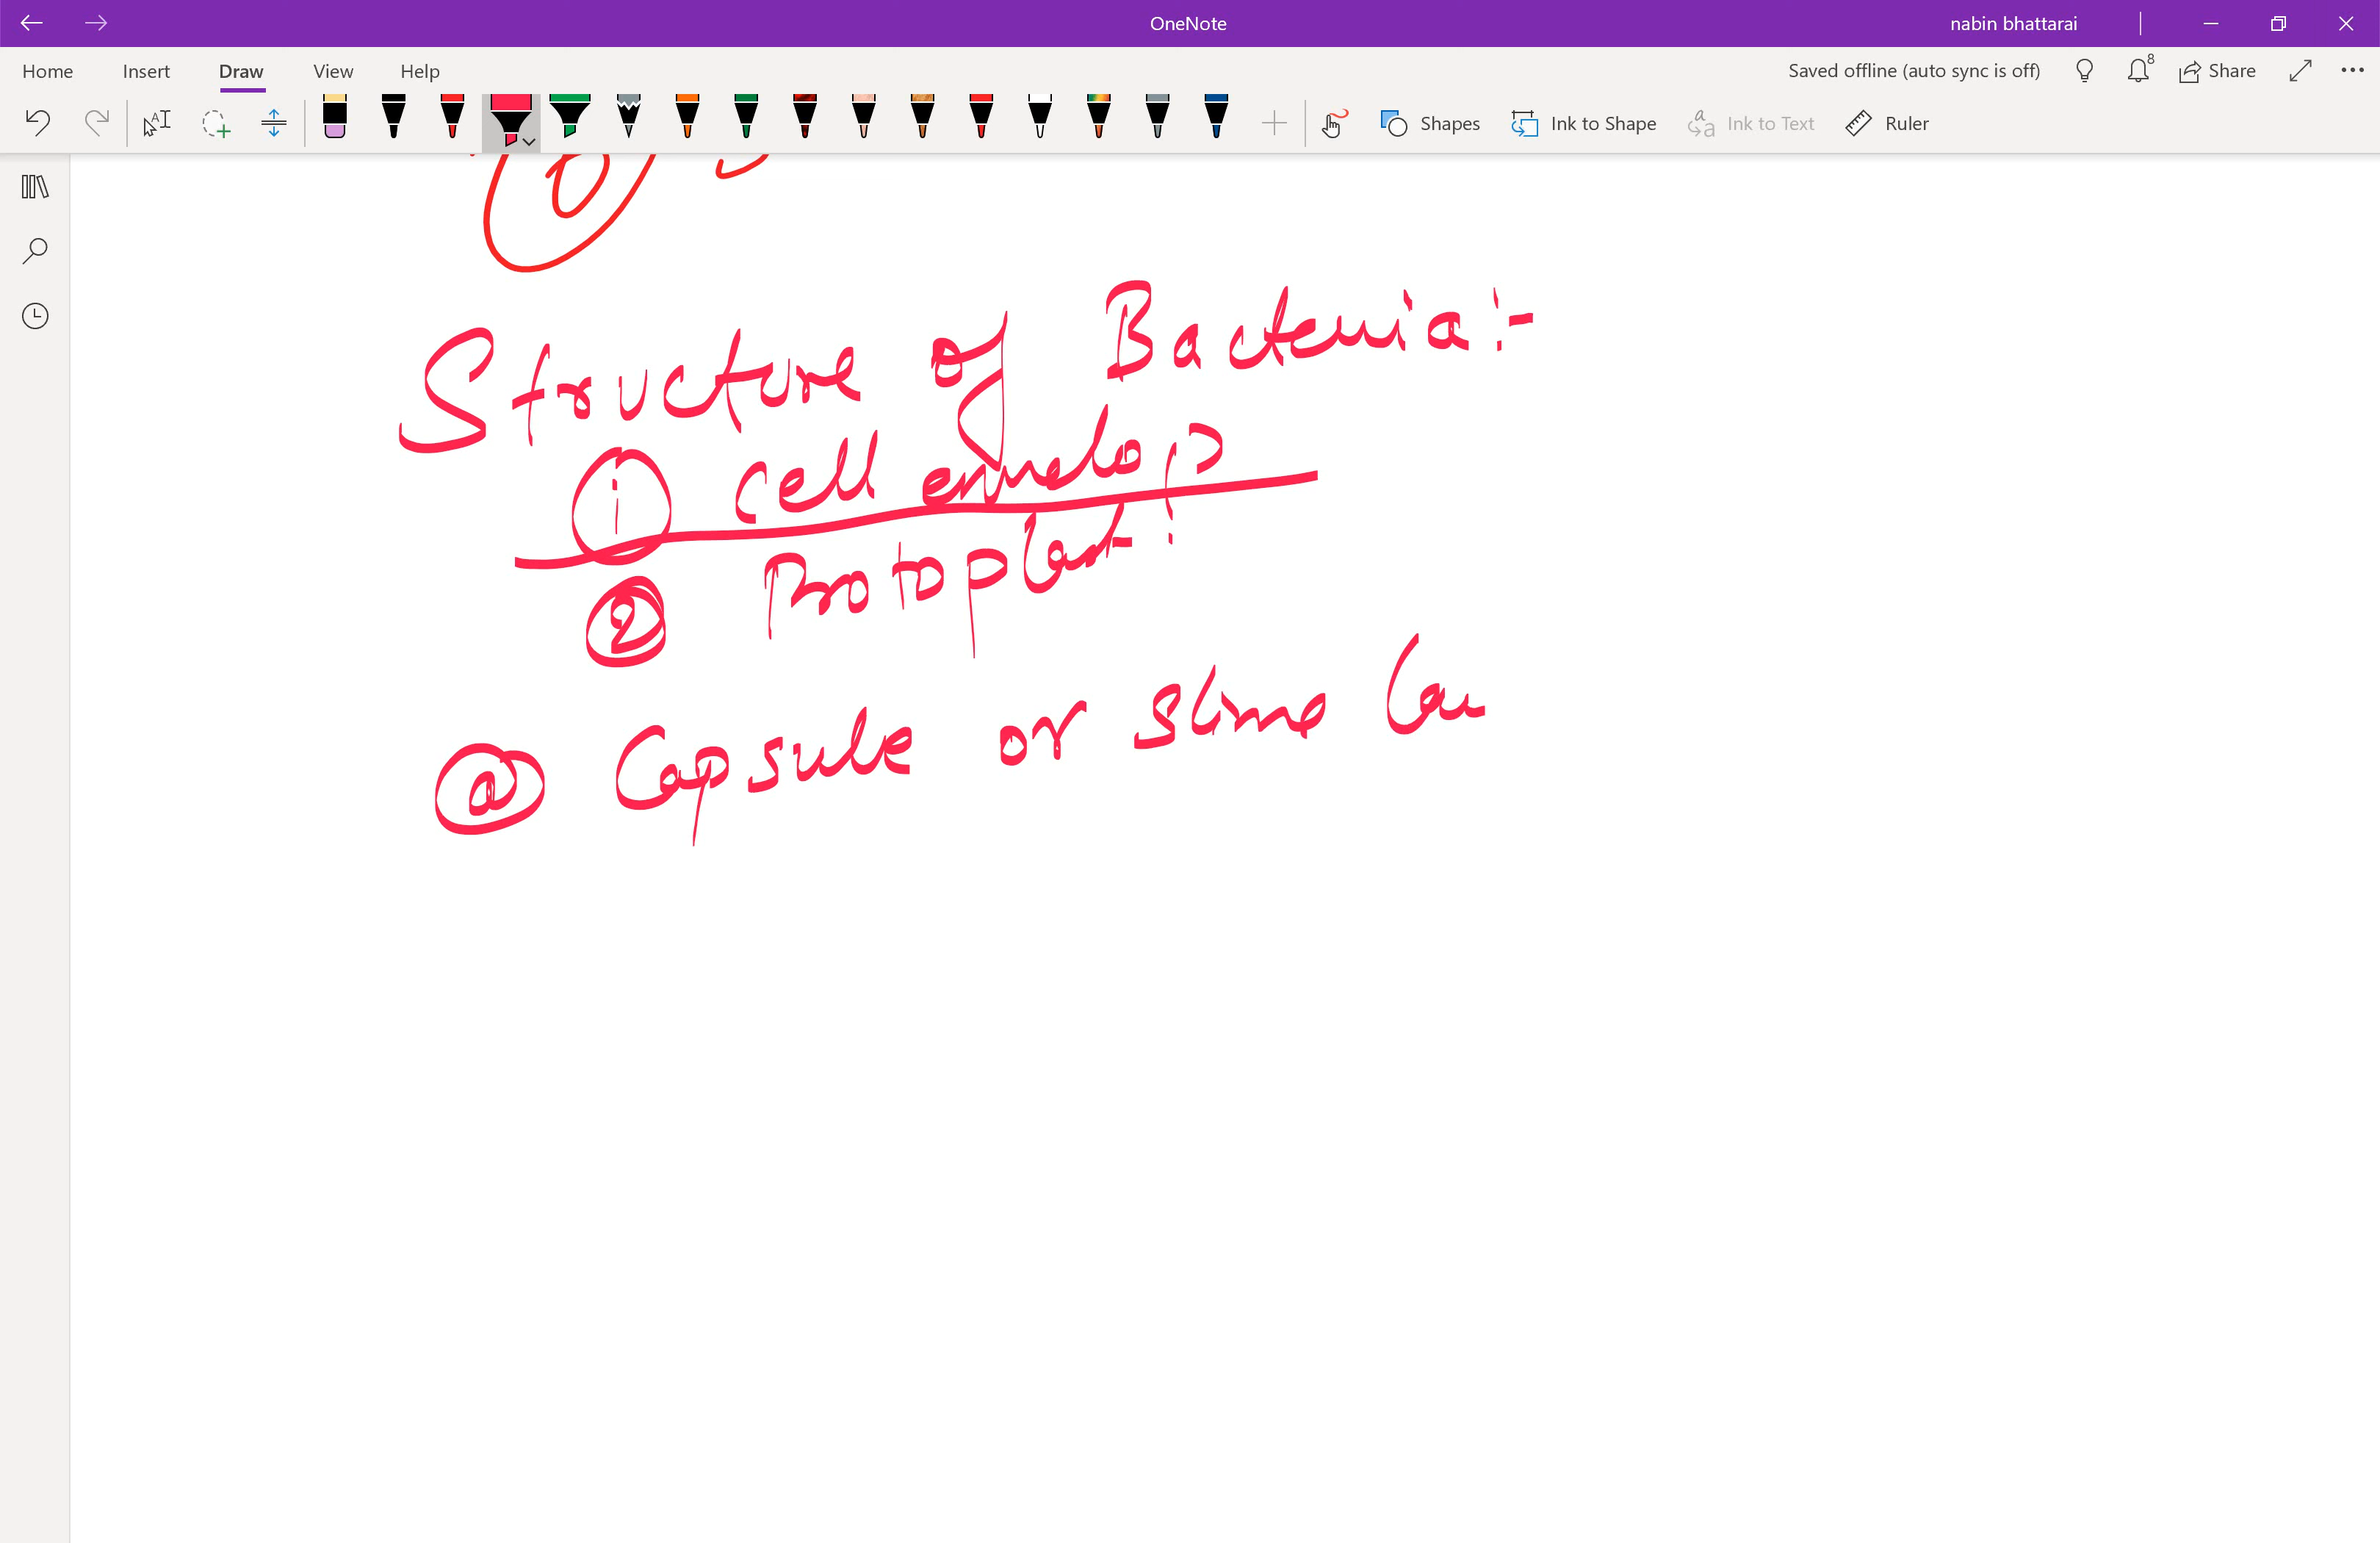 OneNote
nabin bhattarai
Home Insert Draw View Help
Saved offline (auto sync is off)
8
Share
Shapes
Ink to Shape
Ink to Text
Ruler
Structure of Bacteria :-
① Cell envelop
② Protoplast :
ⓐ Capsule or Slime